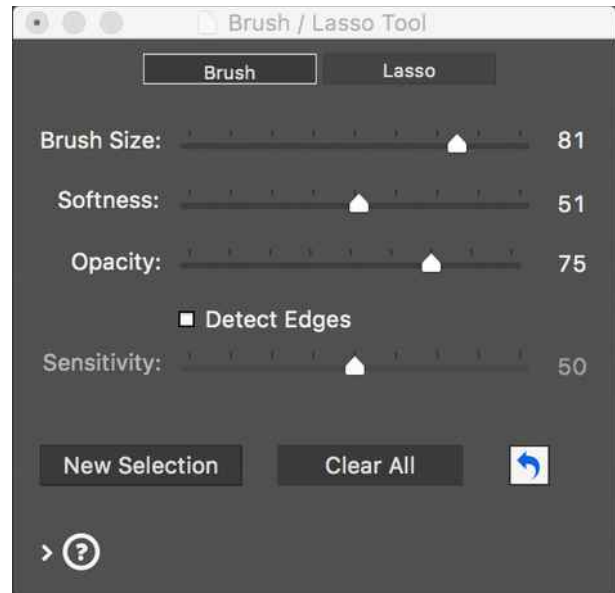 Brush / Lasso Tool
Brush Lasso
Brush Size: 81
Softness: 51
Opacity: 75
Detect Edges
Sensitivity: 50
New Selection Clear All
> ?